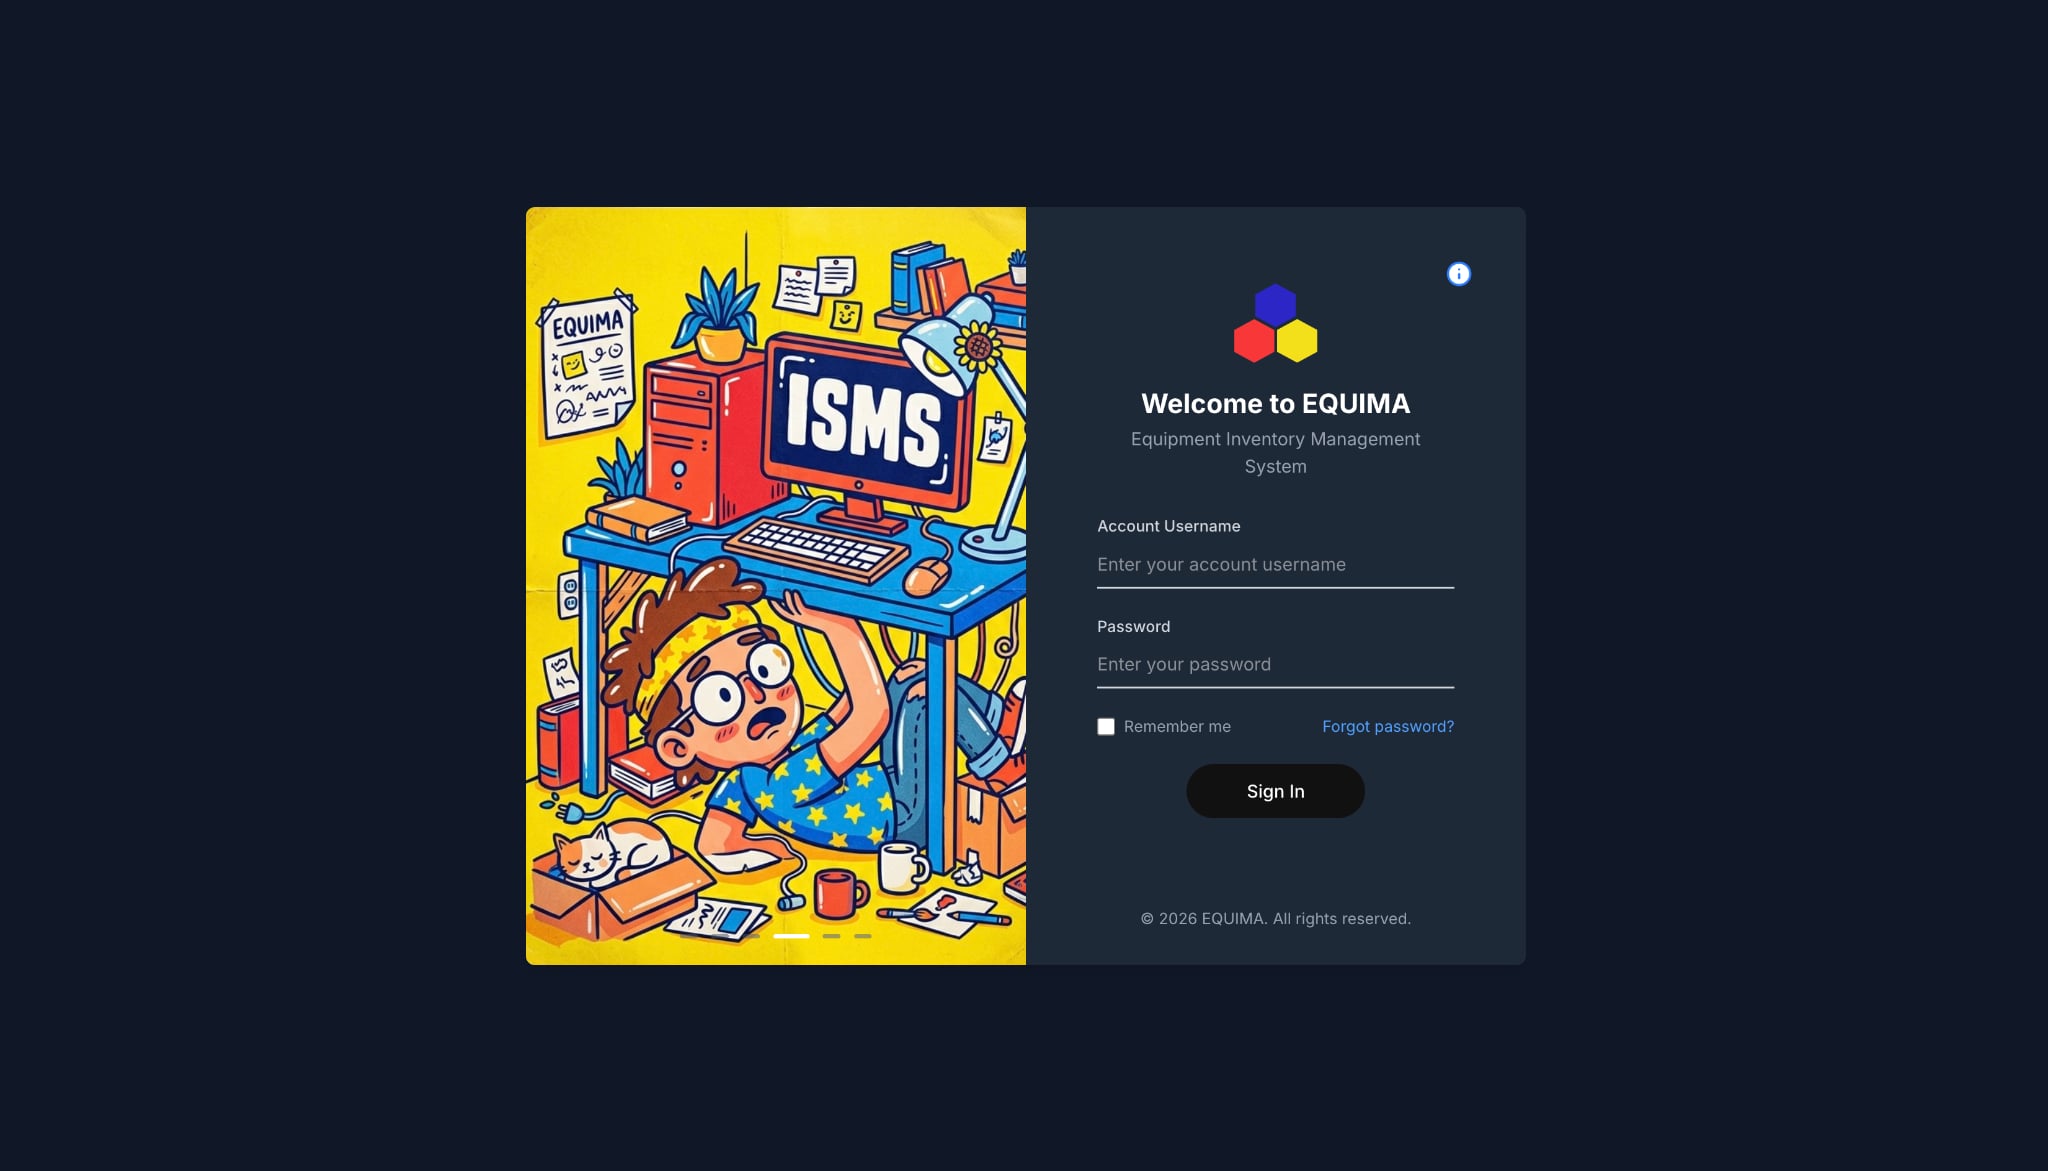 EQUIMA
ISMS
Welcome to EQUIMA
Equipment Inventory Management
System
Account Username
Enter your account username
Password
Enter your password
Remember me
Forgot password?
Sign In
© 2026 EQUIMA. All rights reserved.